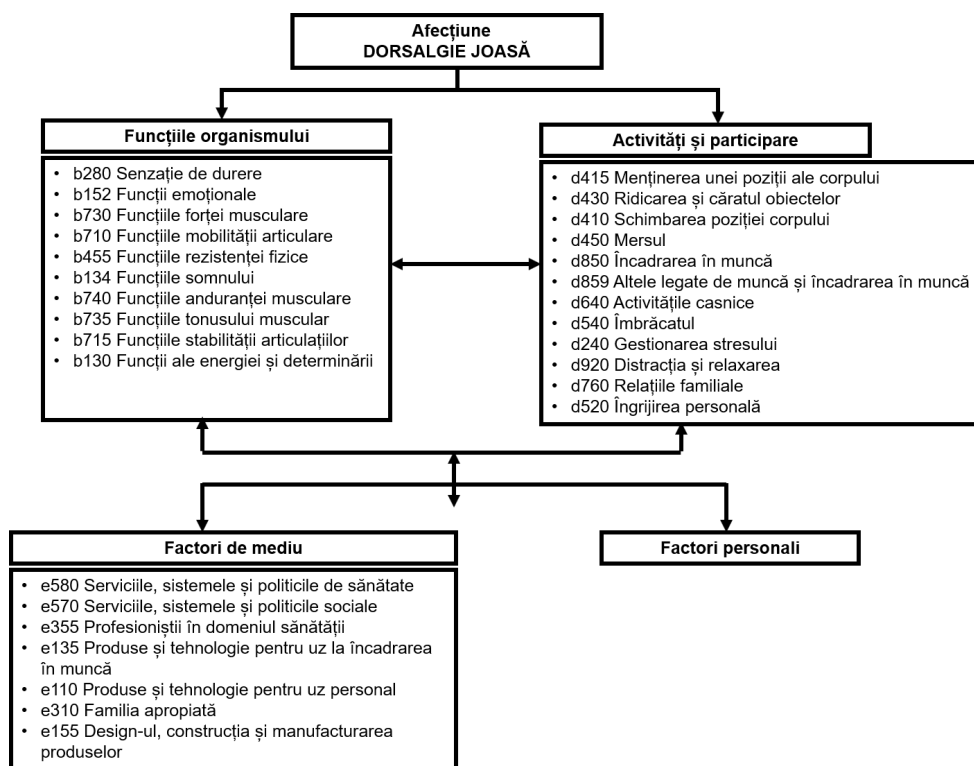 Afecțiune
DORSALGIE JOASĂ
Funcțiile organismului
• b280 Senzație de durere
• b152 Funcții emoționale
• b730 Funcțiile forței musculare
• b710 Funcțiile mobilității articulare
• b455 Funcțiile rezistenței fizice
• b134 Funcțiile somnului
• b740 Funcțiile anduranței musculare
• b735 Funcțiile tonusului muscular
• b715 Funcțiile stabilității articulațiilor
• b130 Funcții ale energiei și determinării
Activități și participare
• d415 Menținerea unei poziții ale corpului
• d430 Ridicarea și căratul obiectelor
• d410 Schimbarea poziției corpului
• d450 Mersul
• d850 Încadrarea în muncă
• d859 Altele legate de muncă și încadrarea în muncă
• d640 Activitățile casnice
• d540 Îmbrăcatul
• d240 Gestionarea stresului
• d920 Distracția și relaxarea
• d760 Relațiile familiale
• d520 Îngrijirea personală
Factori de mediu
• e580 Serviciile, sistemele și politicile de sănătate
• e570 Serviciile, sistemele și politicile sociale
• e355 Profesioniștii în domeniul sănătății
• e135 Produse și tehnologie pentru uz la încadrarea
în muncă
• e110 Produse și tehnologie pentru uz personal
• e310 Familia apropiată
• e155 Design-ul, construcția și manufacturarea
produselor
Factori personali